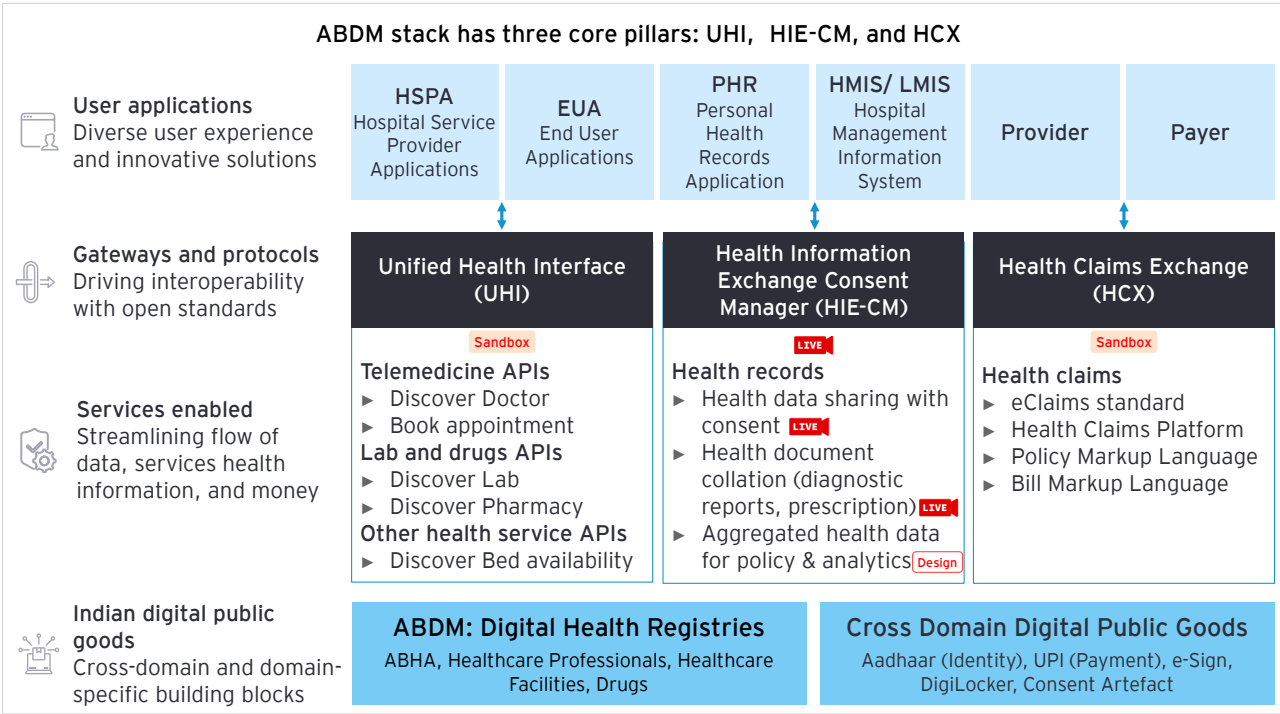 ABDM stack has three core pillars: UHI, HIE-CM, and HCX
User applications
Diverse user experience
and innovative solutions
HSPA
Hospital Service
Provider
Applications
EUA
End User
Applications
PHR
Personal
Health
Records
Application
HMIS/ LMIS
Hospital
Management
Information
System
Provider
Payer
Gateways and protocols
Driving interoperability
with open standards
Unified Health Interface
(UHI)
Health Information
Exchange Consent
Manager (HIE-CM)
Health Claims Exchange
(HCX)
Services enabled
Streamlining flow of
data, services health
information, and money
Sandbox
Telemedicine APIs
► Discover Doctor
► Book appointment
Lab and drugs APIs
► Discover Lab
► Discover Pharmacy
Other health service APIs
► Discover Bed availability
LIVE
Health records
► Health data sharing with
consent LIVE
► Health document
collation (diagnostic
reports, prescription) LIVE
► Aggregated health data
for policy & analytics Design
Sandbox
Health claims
► eClaims standard
► Health Claims Platform
► Policy Markup Language
► Bill Markup Language
Indian digital public
goods
Cross-domain and domain-
specific building blocks
ABDM: Digital Health Registries
ABHA, Healthcare Professionals, Healthcare
Facilities, Drugs
Cross Domain Digital Public Goods
Aadhaar (Identity), UPI (Payment), e-Sign,
DigiLocker, Consent Artefact